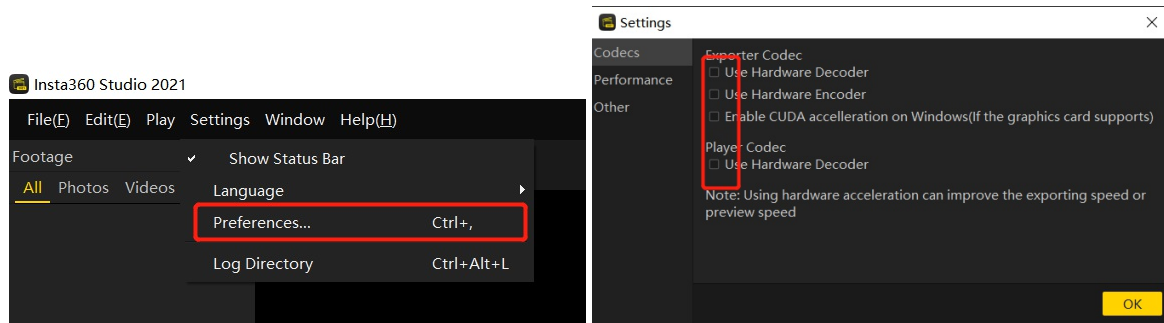 Insta360 Studio 2021
File(F) Edit(E) Play Settings Window Help(H)
Footage
All Photos Videos
Show Status Bar
Language
Preferences... Ctrl+,
Log Directory Ctrl+Alt+L
Settings
Codecs
Performance
Other
Exporter Codec
Use Hardware Decoder
Use Hardware Encoder
Enable CUDA accelleration on Windows(If the graphics card supports)
Player Codec
Use Hardware Decoder
Note: Using hardware acceleration can improve the exporting speed or
preview speed
OK